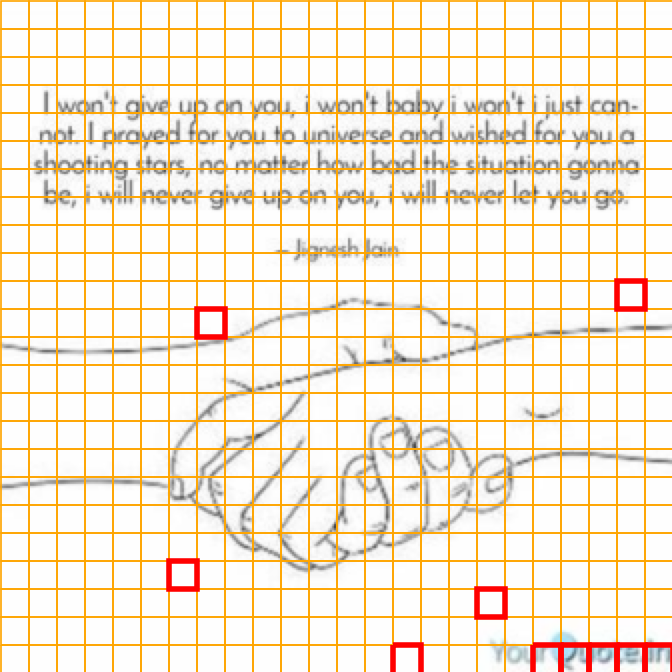 I won't give up on you, i won't baby i won't i just can-
not. I prayed for you to universe and wished for you a
shooting stars, no matter how bad the situation gonna
be, i will never give up on you, i will never let you go.
-- Jignesh Jain
YourQuote.in